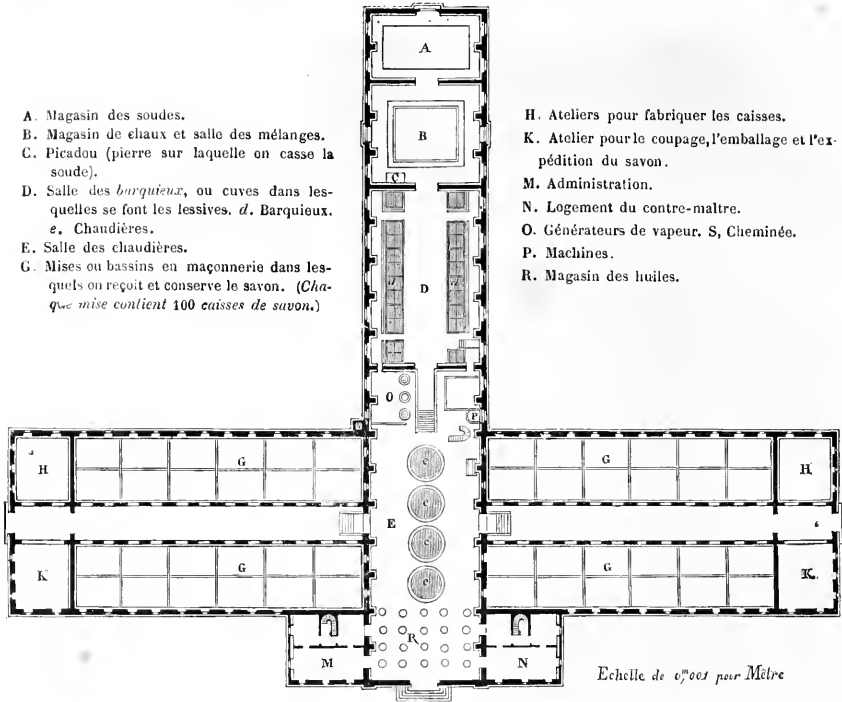 A. Magasin des soudes.
B. Magasin de chaux et salle des mélanges.
C. Picadou (pierre sur laquelle on casse la
soude).
D. Salle des barquieux, ou cuves dans les-
quelles se font les lessives. d. Barquieux.
e. Chaudières.
E. Salle des chaudières.
G. Mises ou bassins en maçonnerie dans les-
quels on reçoit et conserve le savon. (Cha-
que mise contient 100 caisses de savon.)
H. Ateliers pour fabriquer les caisses.
K. Atelier pour le coupage, l'emballage et l'ex-
pédition du savon.
M. Administration.
N. Logement du contre-maître.
O. Générateurs de vapeur. S, Cheminée.
P. Machines.
R. Magasin des huiles.
A
B
C
d D d
O
P
H G e G H
e
E
e
K G e G K
R
M N
Echelle de 0,m001 pour Mètre